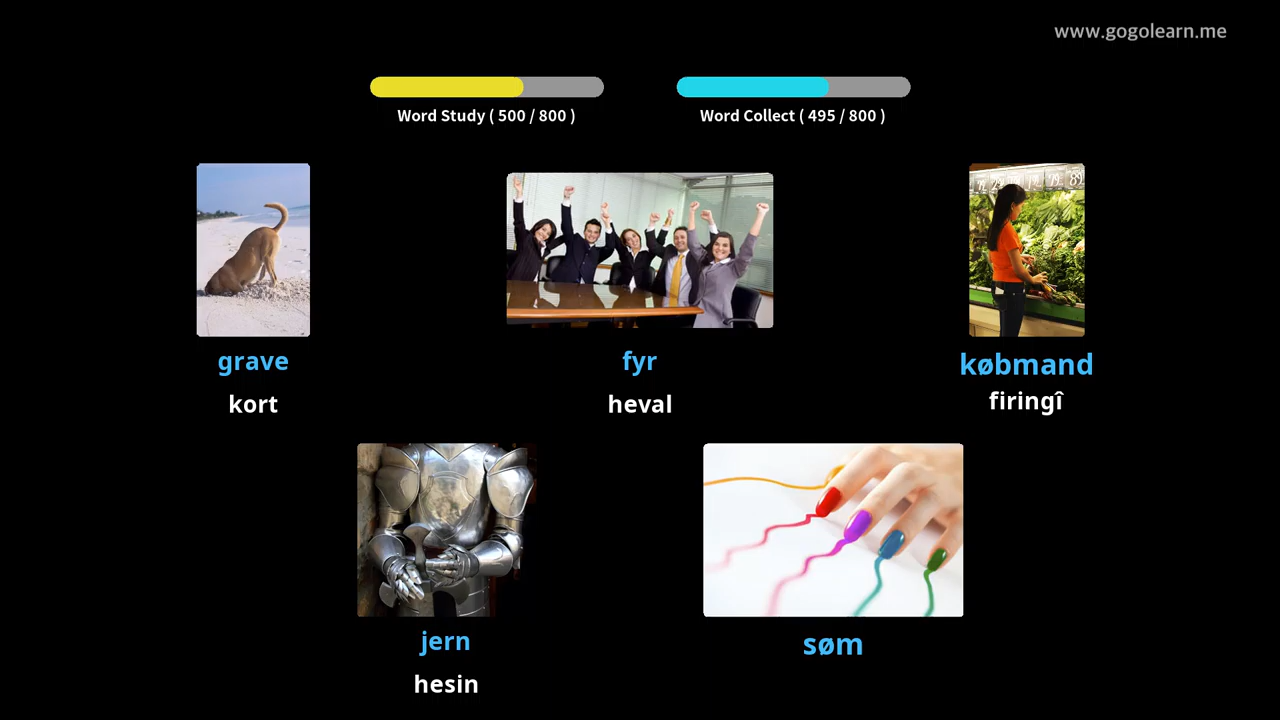 www.gogolearn.me
Word Study ( 500 / 800 )
Word Collect ( 495 / 800 )
grave
kort
fyr
heval
købmand
firingî
jern
hesin
søm